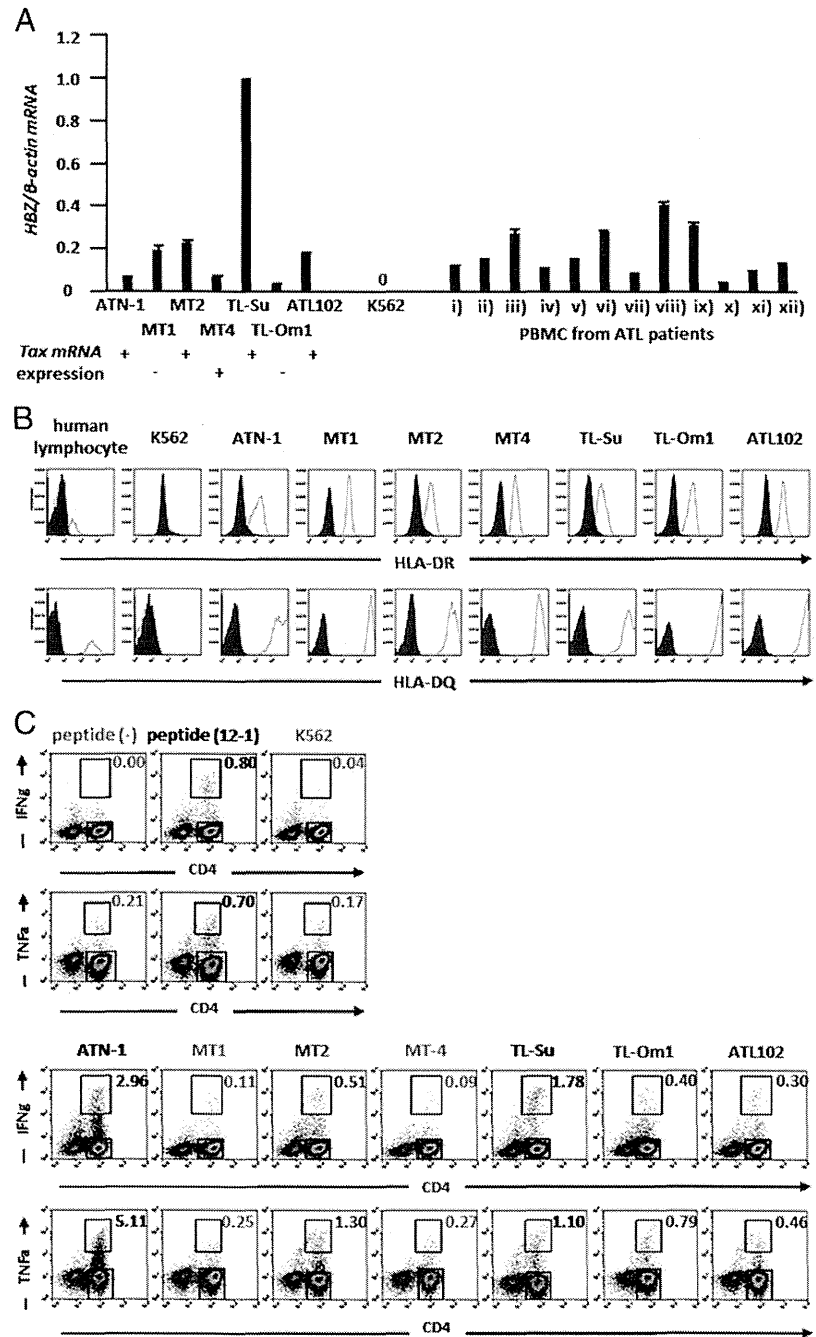 A
1.2
1.0
0.8
0.6
0.4
0.2
0
HBZ/B-actin mRNA
0
ATN-1 MT2 TL-Su ATL102 K562 i) ii) iii) iv) v) vi) vii) viii) ix) x) xi) xii)
MT1 MT4 TL-Om1 PBMC from ATL patients
Tax mRNA + + + +
expression - + -
B
human lymphocyte K562 ATN-1 MT1 MT2 MT4 TL-Su TL-Om1 ATL102
HLA-DR
HLA-DQ
C
peptide (-) peptide (12-1) K562
IFNg
0.00 0.80 0.04
CD4
TNFa
0.21 0.70 0.17
CD4
ATN-1 MT1 MT2 MT-4 TL-Su TL-Om1 ATL102
IFNg
2.96 0.11 0.51 0.09 1.78 0.40 0.30
CD4
TNFa
5.11 0.25 1.30 0.27 1.10 0.79 0.46
CD4